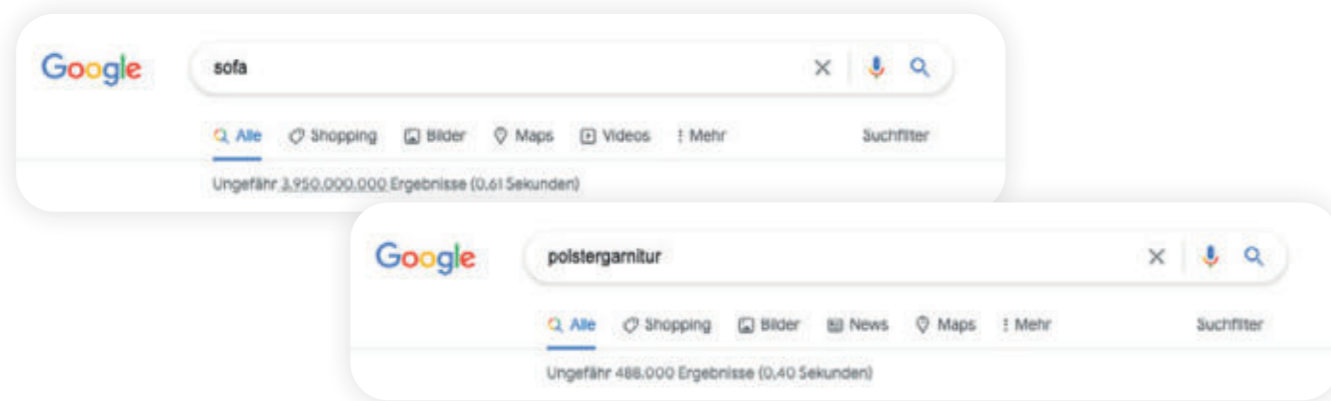 Google sofa
Alle Shopping Bilder Maps Videos Mehr Suchfilter
Ungefähr 3.950.000.000 Ergebnisse (0,61 Sekunden)
Google polstergarnitur
Alle Shopping Bilder News Maps Mehr Suchfilter
Ungefähr 488.000 Ergebnisse (0,40 Sekunden)